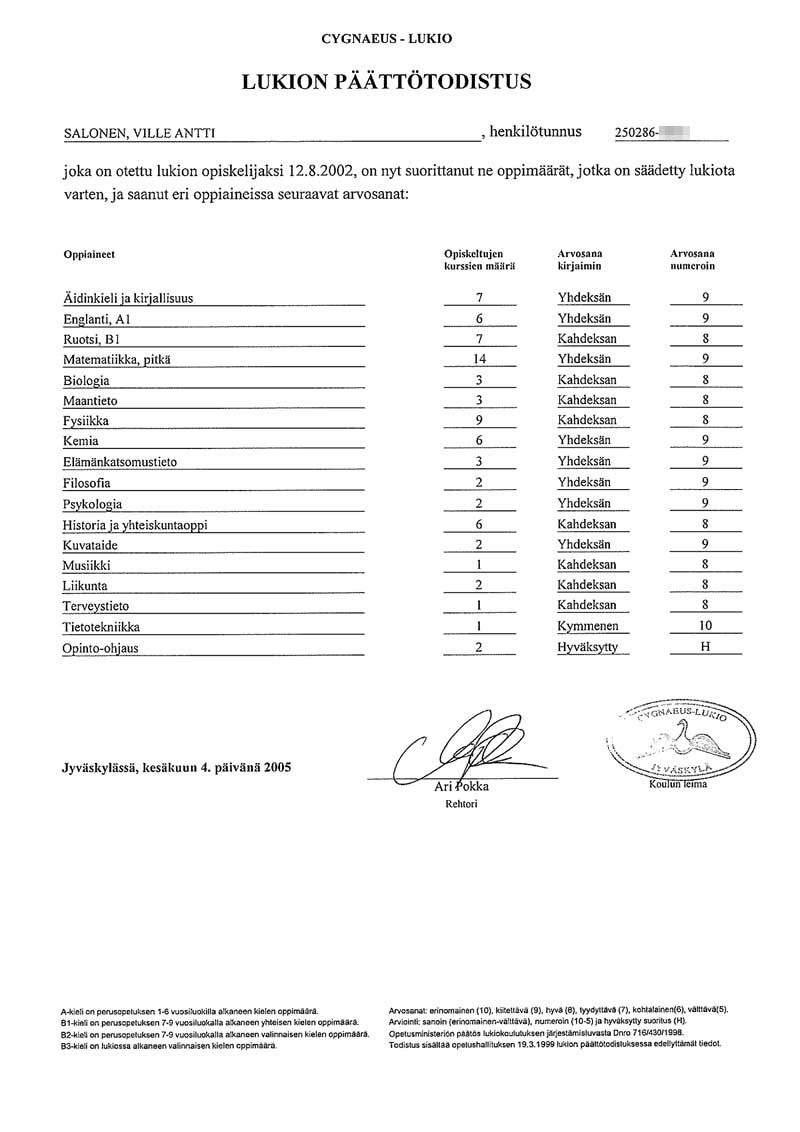 CYGNAEUS - LUKIO
LUKION PÄÄTTÖTODISTUS
SALONEN, VILLE ANTTI , henkilötunnus 250286-
joka on otettu lukion opiskelijaksi 12.8.2002, on nyt suorittanut ne oppimäärät, jotka on säädetty lukiota
varten, ja saanut eri oppiaineissa seuraavat arvosanat:
Oppiaineet Opiskeltujen kurssien määrä Arvosana kirjaimin Arvosana numeroin
Äidinkieli ja kirjallisuus 7 Yhdeksän 9
Englanti, A1 6 Yhdeksän 9
Ruotsi, B1 7 Kahdeksan 8
Matematiikka, pitkä 14 Yhdeksän 9
Biologia 3 Kahdeksan 8
Maantieto 3 Kahdeksan 8
Fysiikka 9 Kahdeksan 8
Kemia 6 Yhdeksän 9
Elämänkatsomustieto 3 Yhdeksän 9
Filosofia 2 Yhdeksän 9
Psykologia 2 Yhdeksän 9
Historia ja yhteiskuntaoppi 6 Kahdeksan 8
Kuvataide 2 Yhdeksän 9
Musiikki 1 Kahdeksan 8
Liikunta 2 Kahdeksan 8
Terveystieto 1 Kahdeksan 8
Tietotekniikka 1 Kymmenen 10
Opinto-ohjaus 2 Hyväksytty H
CYGNAEUS-LUKIO
JYVÄSKYLÄ
Jyväskylässä, kesäkuun 4. päivänä 2005
Ari Pokka
Rehtori
Koulun leima
A-kieli on perusopetuksen 1-6 vuosiluokilla alkaneen kielen oppimäärä.
B1-kieli on perusopetuksen 7-9 vuosiluokalla alkaneen yhteisen kielen oppimäärä.
B2-kieli on perusopetuksen 7-9 vuosiluokalla alkaneen valinnaisen kielen oppimäärä.
B3-kieli on lukiossa alkaneen valinnaisen kielen oppimäärä.
Arvosanat: erinomainen (10), kiitettävä (9), hyvä (8), tyydyttävä (7), kohtalainen(6), välttävä(5).
Arviointi: sanoin (erinomainen-välttävä), numeroin (10-5) ja hyväksytty suoritus (H).
Opetusministeriön päätös lukiokoulutuksen järjestämisluvasta Dnro 716/430/1998.
Todistus sisältää opetushallituksen 19.3.1999 lukion päättötodistuksessa edellyttämät tiedot.